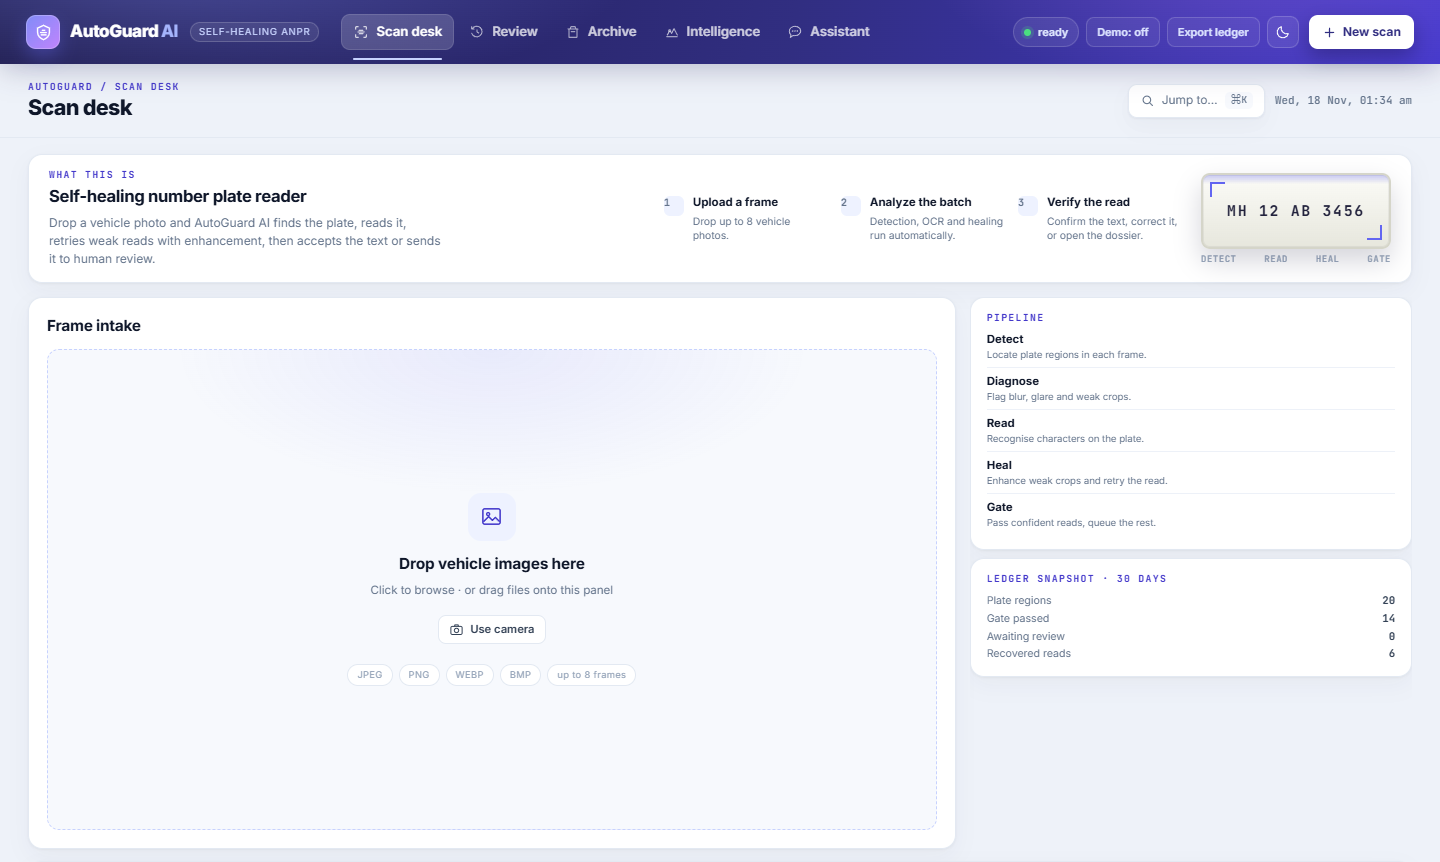 AutoGuard AI
SELF-HEALING ANPR
Scan desk
Review
Archive
Intelligence
Assistant
ready
Demo: off
Export ledger
New scan
AUTOGUARD / SCAN DESK
Scan desk
Jump to... ⌘K
Wed, 18 Nov, 01:34 am
WHAT THIS IS
Self-healing number plate reader
Drop a vehicle photo and AutoGuard AI finds the plate, reads it,
retries weak reads with enhancement, then accepts the text or sends
it to human review.
1
Upload a frame
Drop up to 8 vehicle
photos.
2
Analyze the batch
Detection, OCR and healing
run automatically.
3
Verify the read
Confirm the text, correct it,
or open the dossier.
MH 12 AB 3456
DETECT READ HEAL GATE
Frame intake
Drop vehicle images here
Click to browse · or drag files onto this panel
Use camera
JPEG PNG WEBP BMP up to 8 frames
PIPELINE
Detect
Locate plate regions in each frame.
Diagnose
Flag blur, glare and weak crops.
Read
Recognise characters on the plate.
Heal
Enhance weak crops and retry the read.
Gate
Pass confident reads, queue the rest.
LEDGER SNAPSHOT · 30 DAYS
Plate regions 20
Gate passed 14
Awaiting review 0
Recovered reads 6